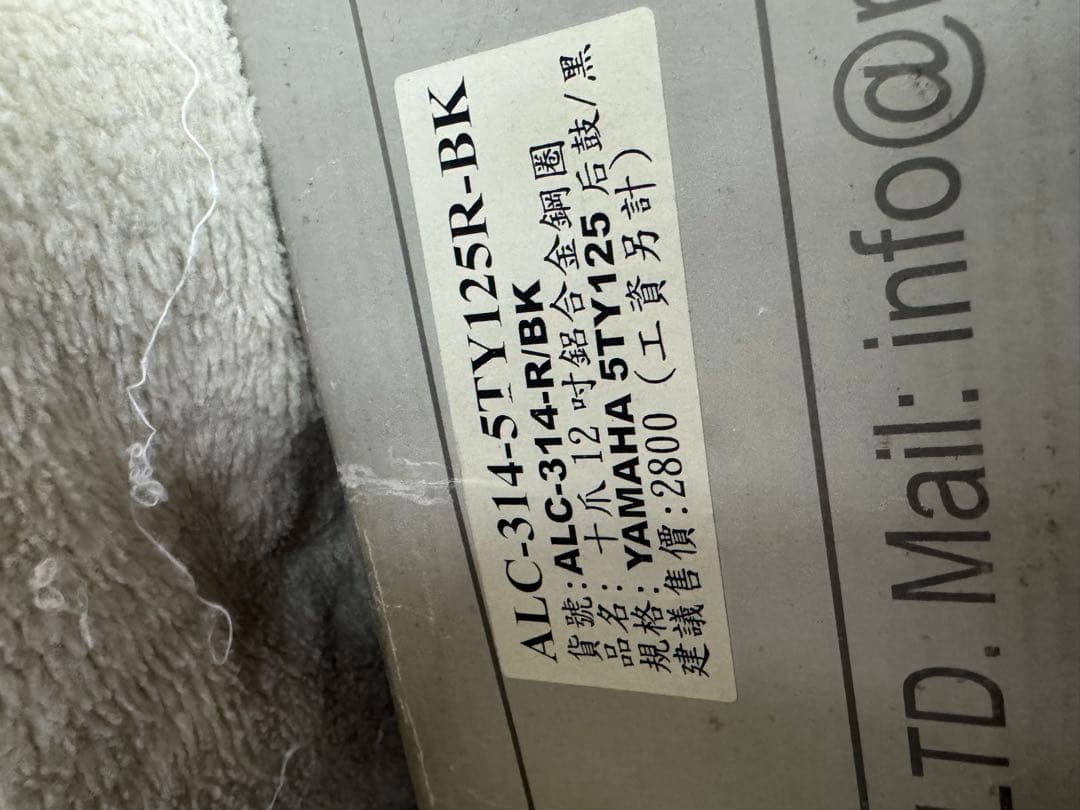 ALC-314-5TY125R-BK
貨號:ALC-314-R/BK
品名:十爪12吋鋁合金鋼圈
規格:YAMAHA 5TY125 后鼓/黑
建議售價:2800(工資另計)
LTD. Mail: info@